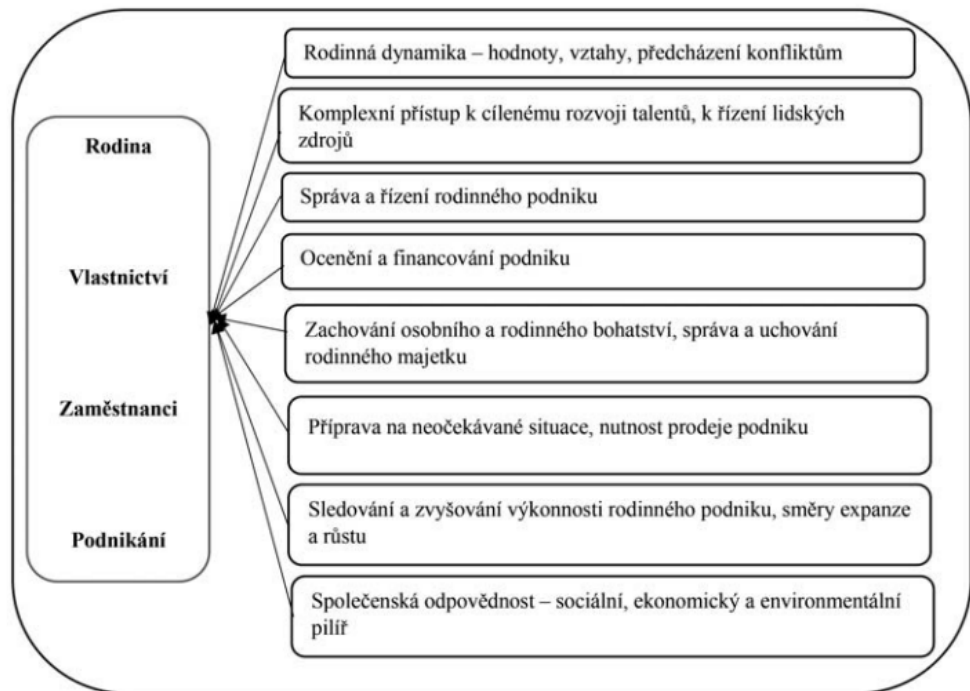 Rodina
Vlastnictví
Zaměstnanci
Podnikání
Rodinná dynamika – hodnoty, vztahy, předcházení konfliktům
Komplexní přístup k cílenému rozvoji talentů, k řízení lidských
zdrojů
Správa a řízení rodinného podniku
Ocenění a financování podniku
Zachování osobního a rodinného bohatství, správa a uchování
rodinného majetku
Příprava na neočekávané situace, nutnost prodeje podniku
Sledování a zvyšování výkonnosti rodinného podniku, směry expanze
a růstu
Společenská odpovědnost – sociální, ekonomický a environmentální
pilíř